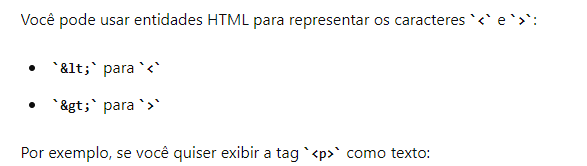 Você pode usar entidades HTML para representar os caracteres `<` e `>`:
• `&lt;` para `<`
• `&gt;` para `>`
Por exemplo, se você quiser exibir a tag `<p>` como texto: